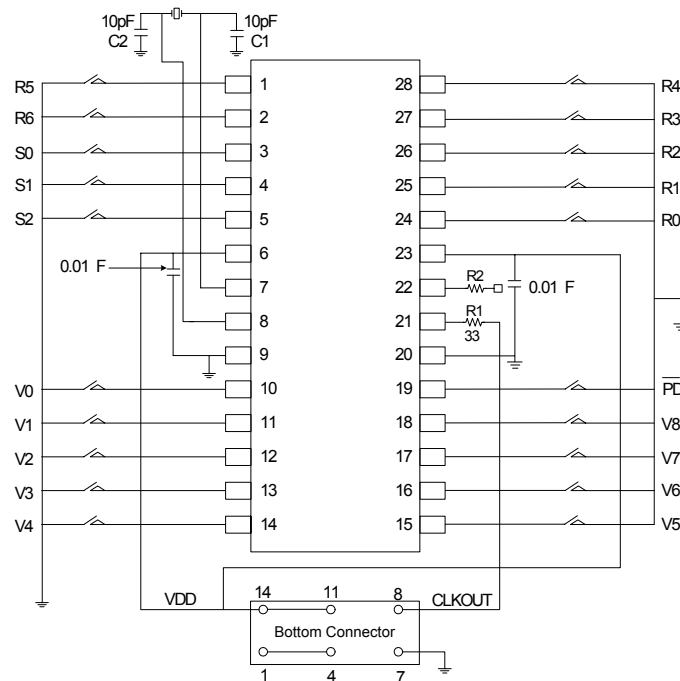 10pF 10pF
C2 C1
R5 1 28 R4
R6 2 27 R3
S0 3 26 R2
S1 4 25 R1
S2 5 24 R0
6 23
0.01 F R2 0.01 F
7 22
R1
8 21
33
9 20
V0 10 19 PD
V1 11 18 V8
V2 12 17 V7
V3 13 16 V6
V4 14 15 V5
VDD 14 11 8 CLKOUT
Bottom Connector
1 4 7